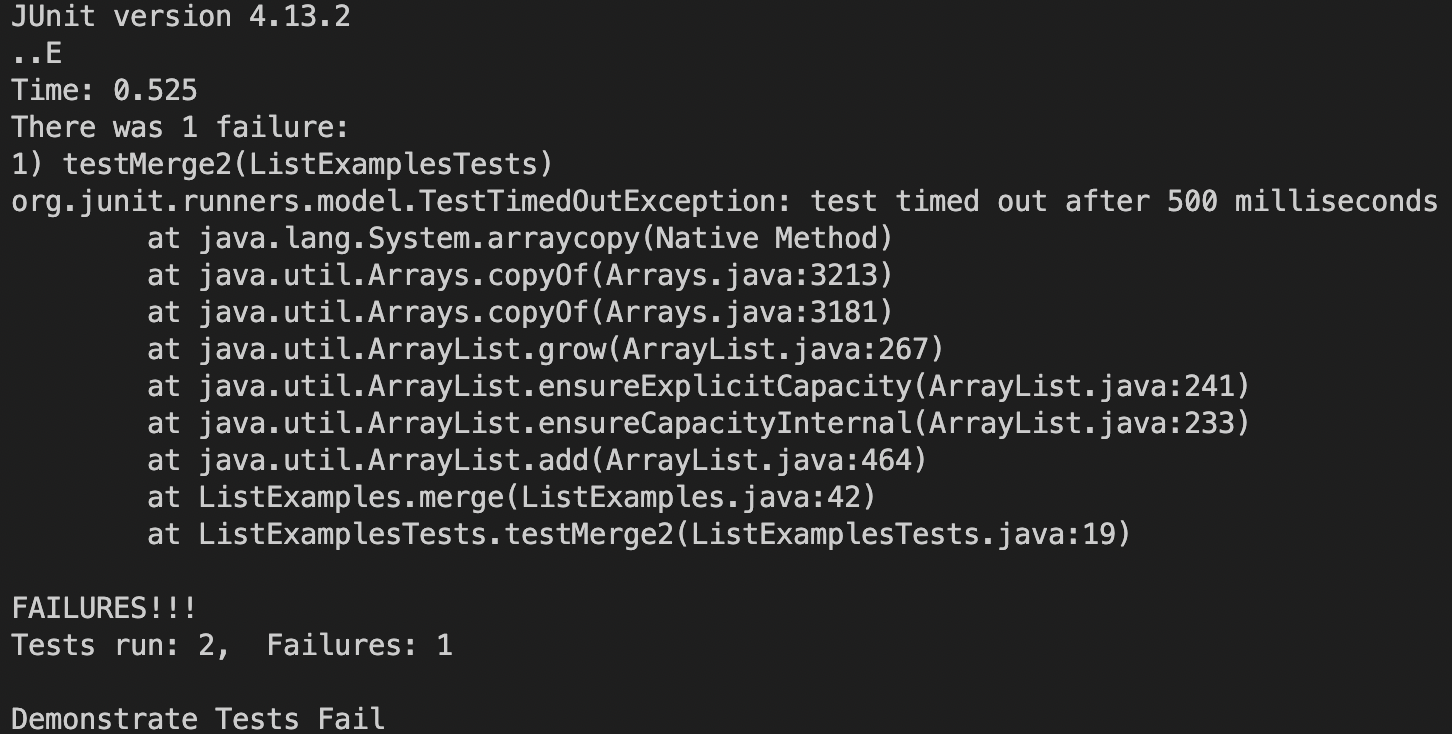 JUnit version 4.13.2
..E
Time: 0.525
There was 1 failure:
1) testMerge2(ListExamplesTests)
org.junit.runners.model.TestTimedOutException: test timed out after 500 milliseconds
        at java.lang.System.arraycopy(Native Method)
        at java.util.Arrays.copyOf(Arrays.java:3213)
        at java.util.Arrays.copyOf(Arrays.java:3181)
        at java.util.ArrayList.grow(ArrayList.java:267)
        at java.util.ArrayList.ensureExplicitCapacity(ArrayList.java:241)
        at java.util.ArrayList.ensureCapacityInternal(ArrayList.java:233)
        at java.util.ArrayList.add(ArrayList.java:464)
        at ListExamples.merge(ListExamples.java:42)
        at ListExamplesTests.testMerge2(ListExamplesTests.java:19)

FAILURES!!!
Tests run: 2,  Failures: 1

Demonstrate Tests Fail